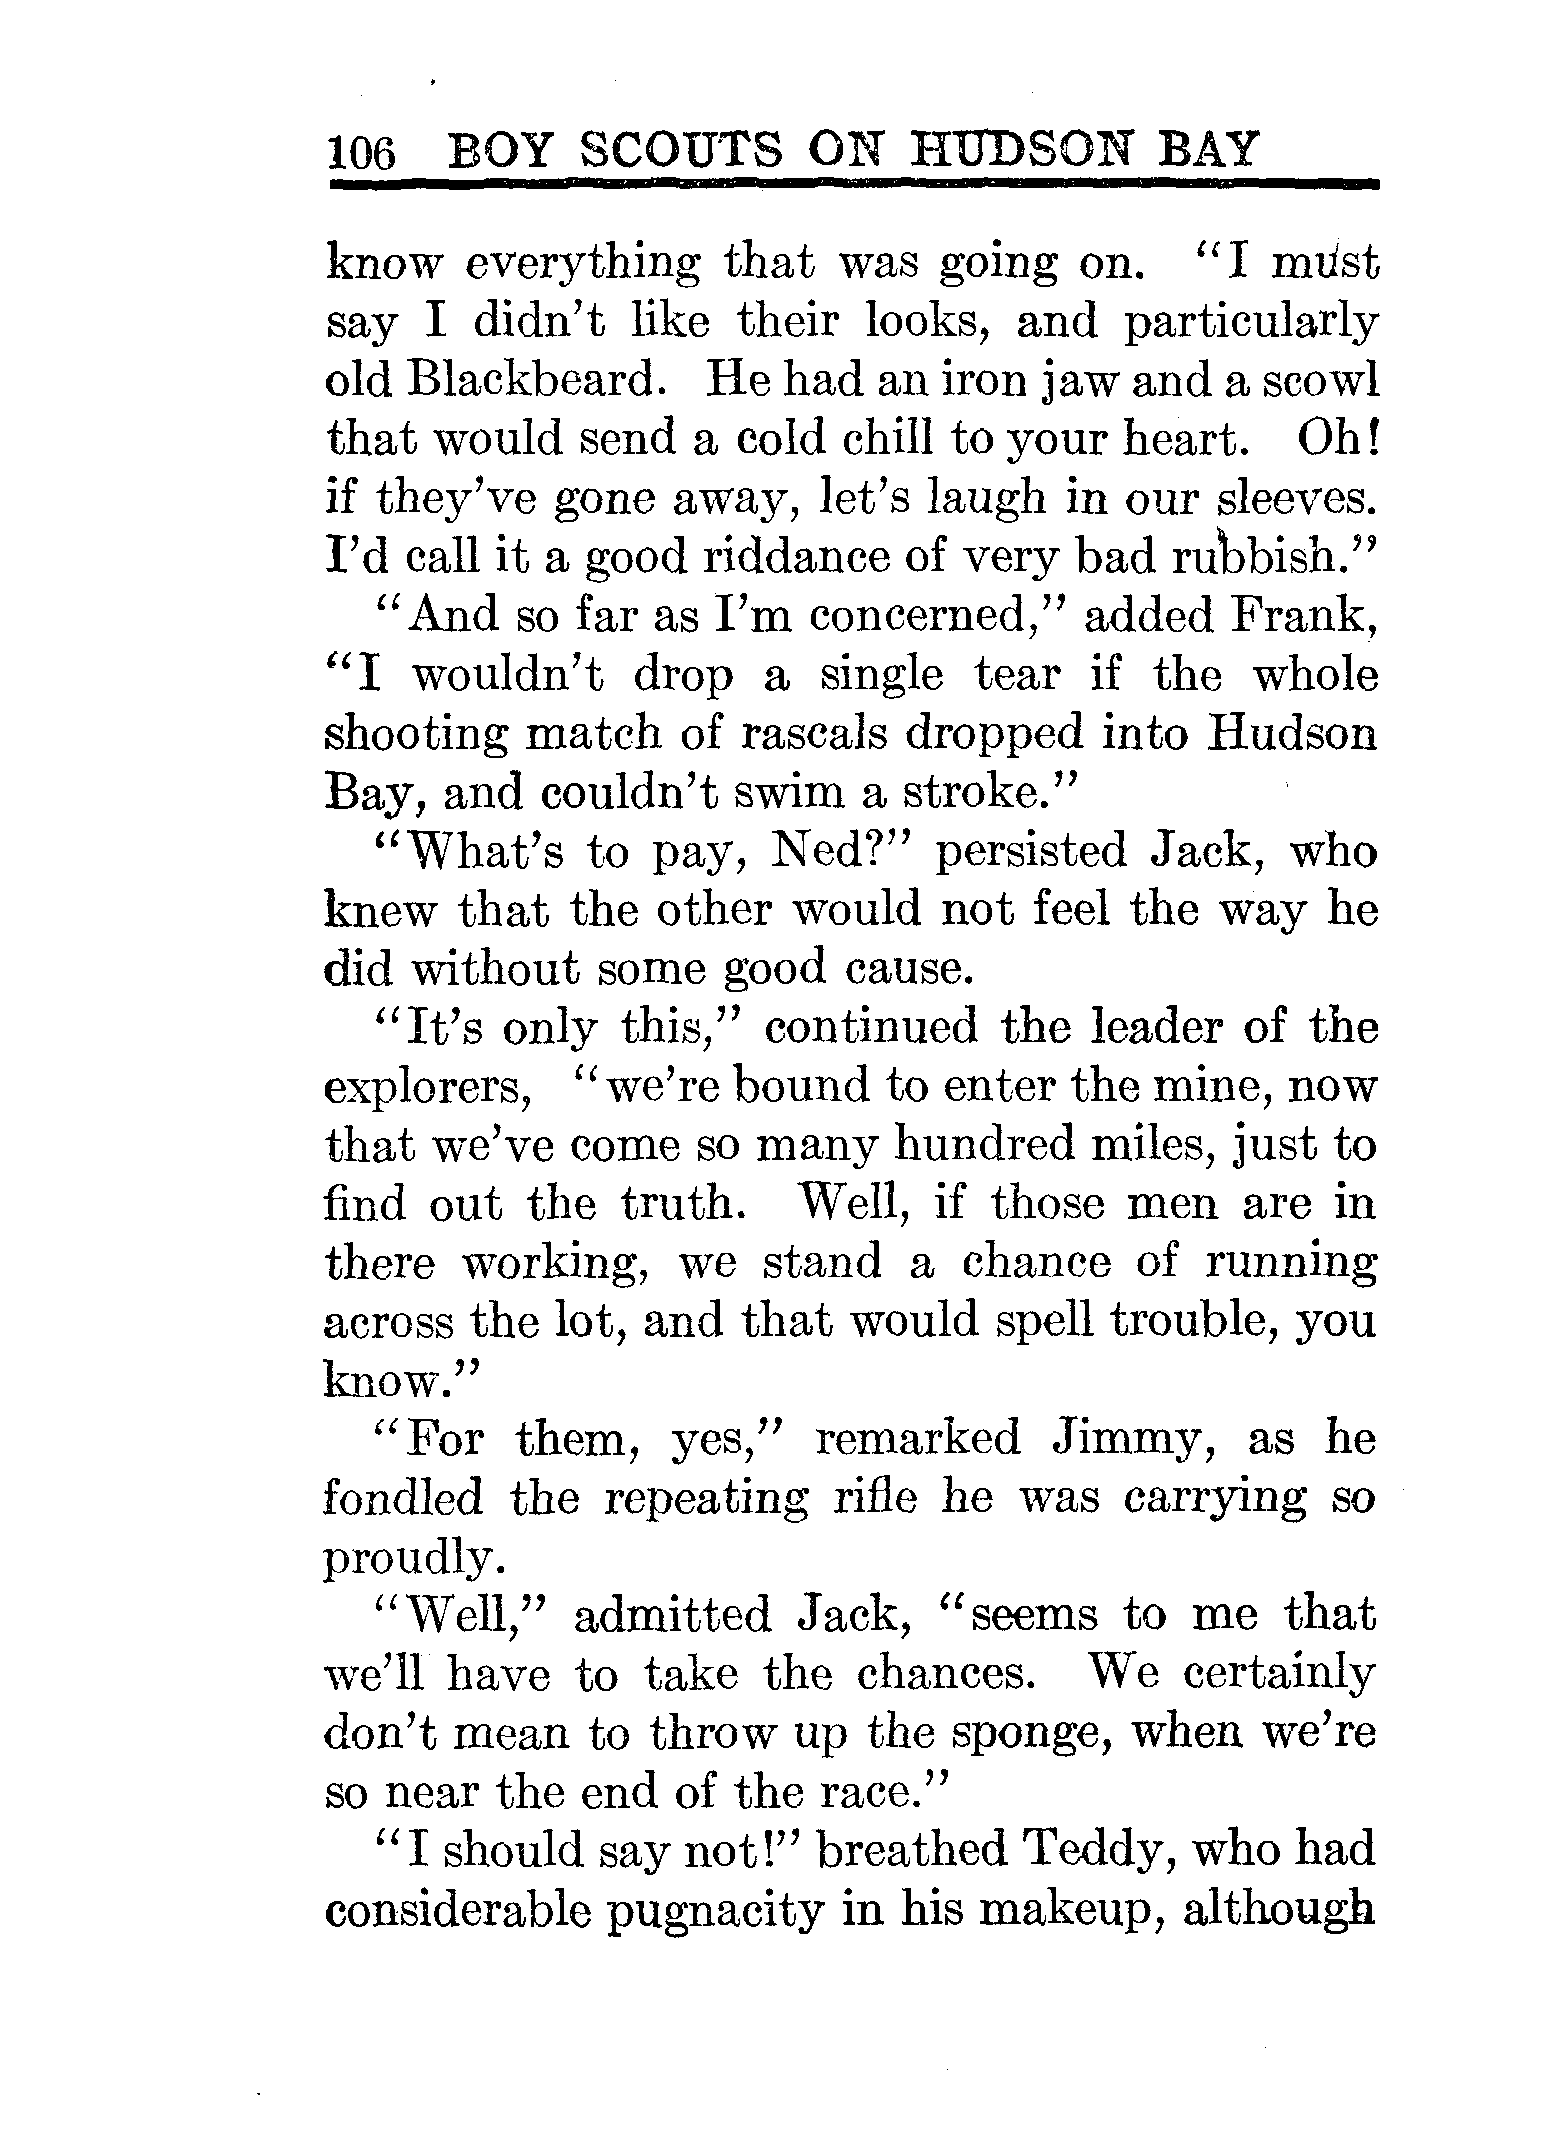 106 BOY SCOUTS ON HUDSON BAY
know everything that was going on. "I must
say I didn't like their looks, and particularly
old Blackbeard. He had an iron jaw and a scowl
that would send a cold chill to your heart. Oh!
if they've gone away, let's laugh in our sleeves.
I'd call it a good riddance of very bad rubbish."
"And so far as I'm concerned," added Frank,
"I wouldn't drop a single tear if the whole
shooting match of rascals dropped into Hudson
Bay, and couldn't swim a stroke."
"What's to pay, Ned?" persisted Jack, who
knew that the other would not feel the way he
did without some good cause.
"It's only this," continued the leader of the
explorers, "we're bound to enter the mine, now
that we've come so many hundred miles, just to
find out the truth. Well, if those men are in
there working, we stand a chance of running
across the lot, and that would spell trouble, you
know."
"For them, yes," remarked Jimmy, as he
fondled the repeating rifle he was carrying so
proudly.
"Well," admitted Jack, "seems to me that
we'll have to take the chances. We certainly
don't mean to throw up the sponge, when we're
so near the end of the race."
"I should say not!" breathed Teddy, who had
considerable pugnacity in his makeup, although